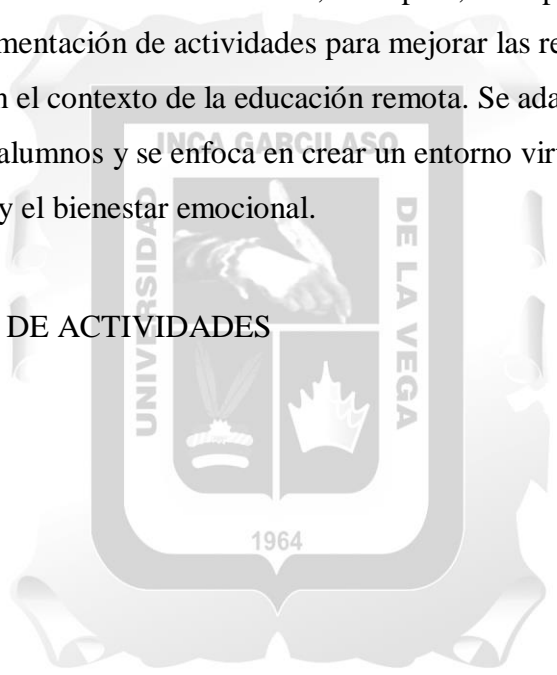 mentación de actividades para mejorar las re
n el contexto de la educación remota. Se ada
alumnos y se enfoca en crear un entorno vir
y el bienestar emocional.
DE ACTIVIDADES
INCA GARCILASO
UNIVERSIDAD
DE LA VEGA
1964